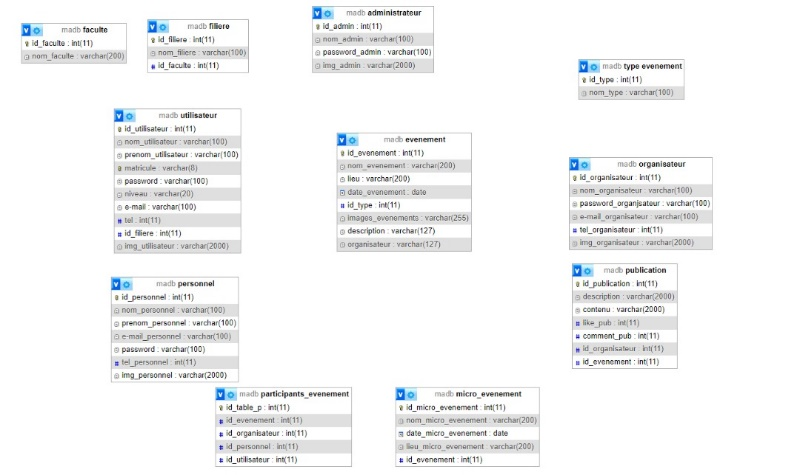 madb faculte
id_faculte : int(11)
nom_faculte : varchar(200)
madb filiere
id_filiere : int(11)
nom_filiere : varchar(100)
id_faculte : int(11)
madb administrateur
id_admin : int(11)
nom_admin : varchar(100)
password_admin : varchar(100)
img_admin : varchar(2000)
madb type evenement
id_type : int(11)
nom_type : varchar(100)
madb utilisateur
id_utilisateur : int(11)
nom_utilisateur : varchar(100)
prenom_utilisateur : varchar(100)
matricule : varchar(8)
password : varchar(100)
niveau : varchar(20)
e-mail : varchar(100)
tel : int(11)
id_filiere : int(11)
img_utilisateur : varchar(2000)
madb evenement
id_evenement : int(11)
nom_evenement : varchar(200)
lieu : varchar(200)
date_evenement : date
id_type : int(11)
images_evenements : varchar(255)
description : varchar(127)
organisateur : varchar(127)
madb organisateur
id_organisateur : int(11)
nom_organisateur : varchar(100)
password_organisateur : varchar(100)
e-mail_organisateur : varchar(100)
tel_organisateur : int(11)
img_organisateur : varchar(2000)
madb personnel
id_personnel : int(11)
nom_personnel : varchar(100)
prenom_personnel : varchar(100)
e-mail_personnel : varchar(100)
password : varchar(100)
tel_personnel : int(11)
img_personnel : varchar(2000)
madb publication
id_publication : int(11)
description : varchar(2000)
contenu : varchar(2000)
like_pub : int(11)
comment_pub : int(11)
id_organisateur : int(11)
id_evenement : int(11)
madb participants_evenement
id_table_p : int(11)
id_evenement : int(11)
id_organisateur : int(11)
id_personnel : int(11)
id_utilisateur : int(11)
madb micro_evenement
id_micro_evenement : int(11)
nom_micro_evenement : varchar(200)
date_micro_evenement : date
lieu_micro_evenement : varchar(200)
id_evenement : int(11)